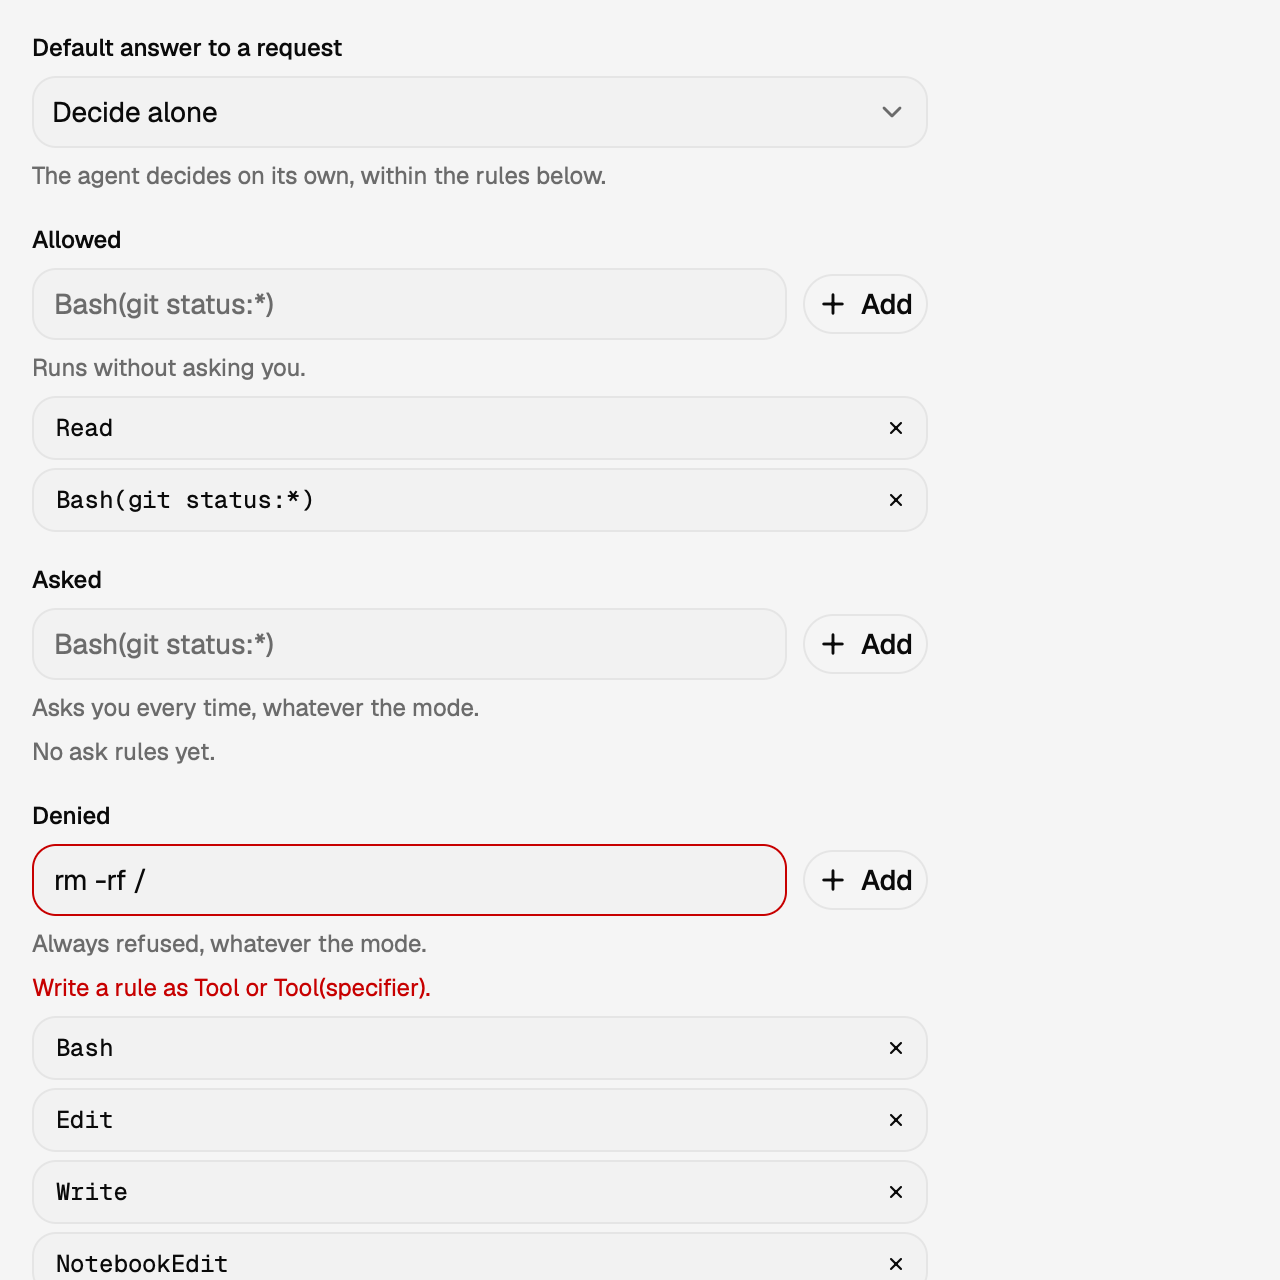 Default answer to a request
Decide alone
The agent decides on its own, within the rules below.
Allowed
Bash(git status:*)
Add
Runs without asking you.
Read
Bash(git status:*)
Asked
Bash(git status:*)
Add
Asks you every time, whatever the mode.
No ask rules yet.
Denied
rm -rf /
Add
Always refused, whatever the mode.
Write a rule as Tool or Tool(specifier).
Bash
Edit
Write
NotebookEdit